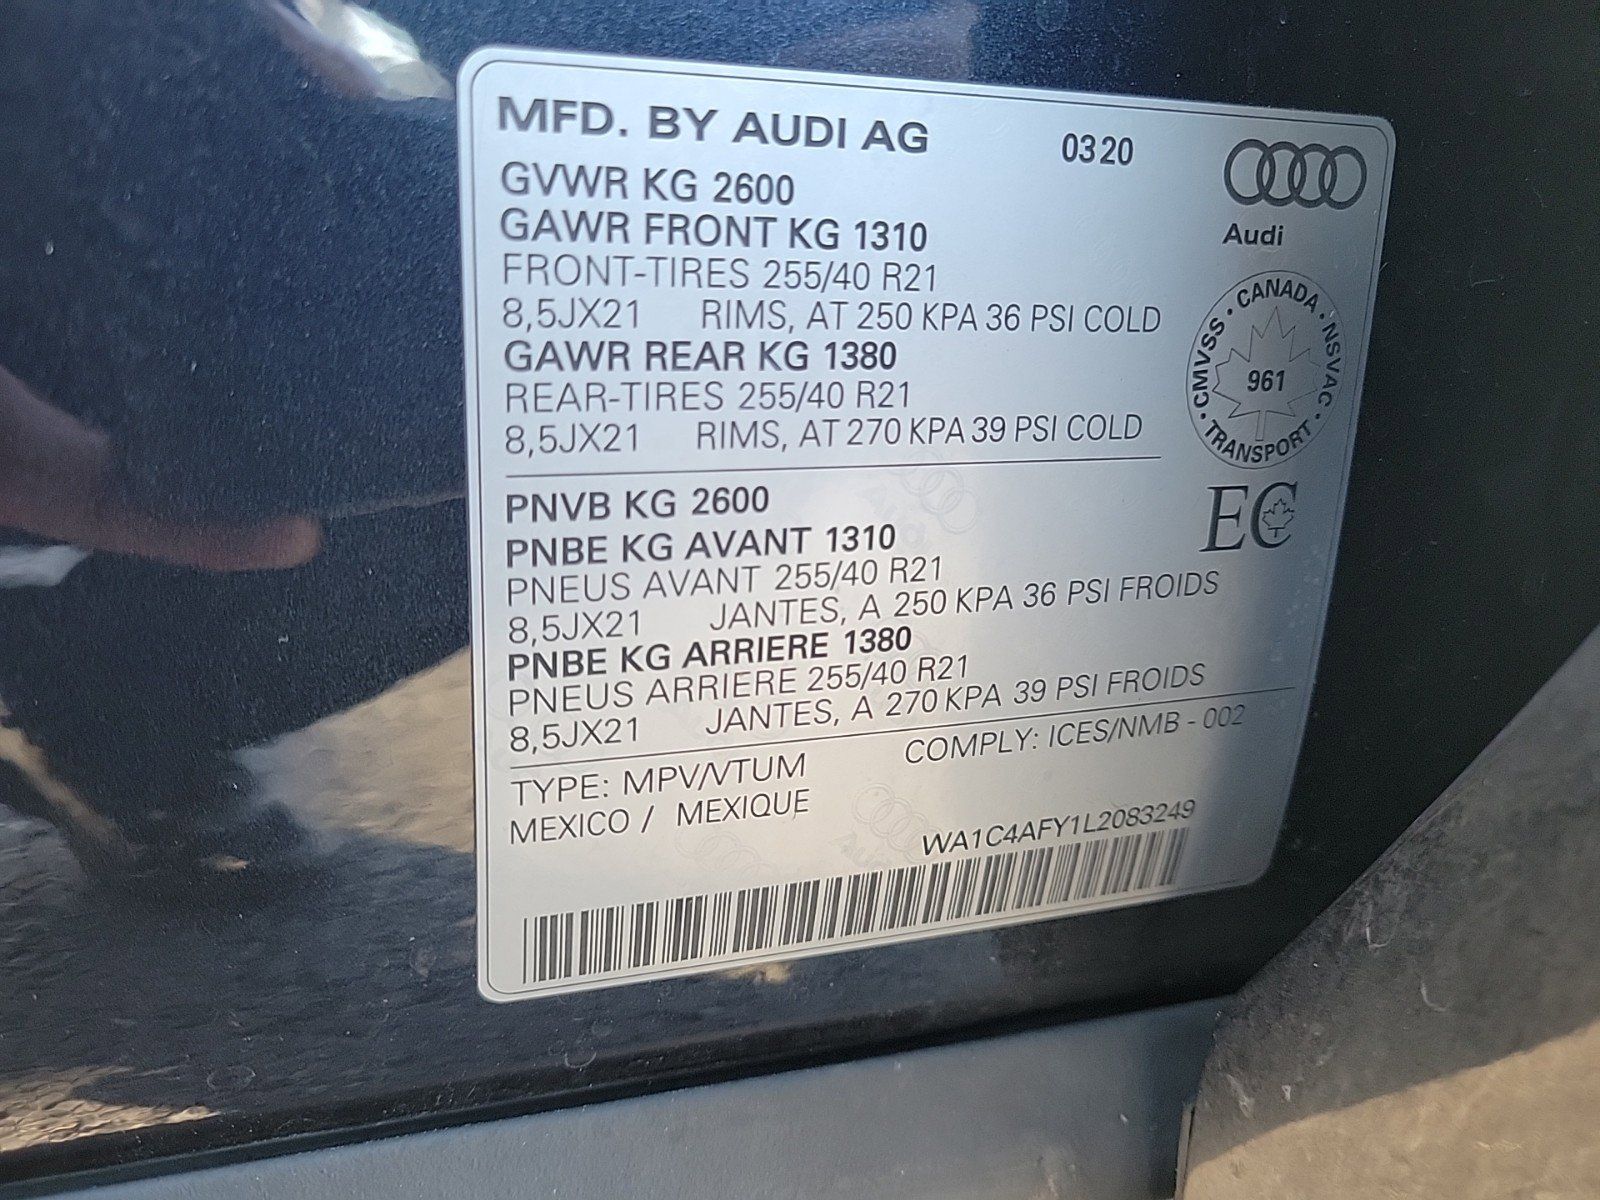 MFD. BY AUDI AG
0320
GVWR KG 2600
GAWR FRONT KG 1310
FRONT-TIRES 255/40 R21
8,5JX21 RIMS, AT 250 KPA 36 PSI COLD
GAWR REAR KG 1380
REAR-TIRES 255/40 R21
8,5JX21 RIMS, AT 270 KPA 39 PSI COLD
Audi
CMVSS · CANADA · NSVAC · TRANSPORT ·
961
EC
PNVB KG 2600
PNBE KG AVANT 1310
PNEUS AVANT 255/40 R21
8,5JX21 JANTES, A 250 KPA 36 PSI FROIDS
PNBE KG ARRIERE 1380
PNEUS ARRIERE 255/40 R21
8,5JX21 JANTES, A 270 KPA 39 PSI FROIDS
TYPE: MPV/VTUM COMPLY: ICES/NMB - 002
MEXICO / MEXIQUE
WA1C4AFY1L2083249